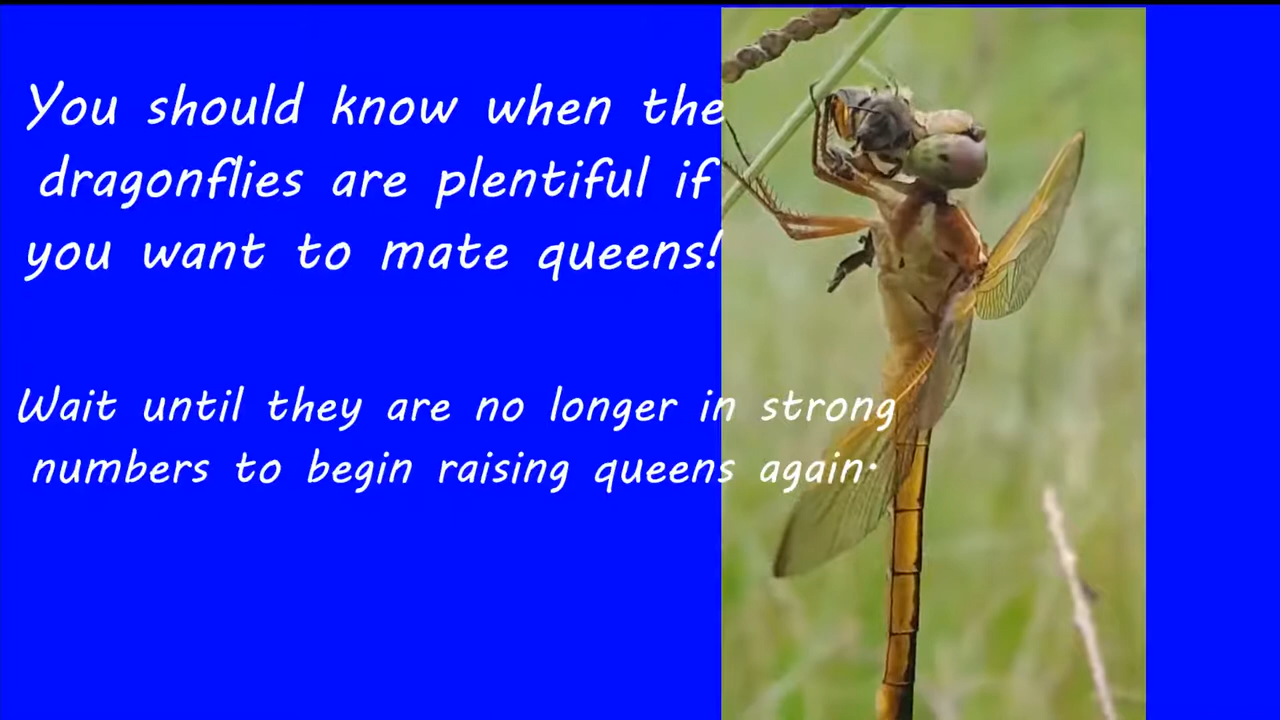 You should know when the
dragonflies are plentiful if
you want to mate queens!
Wait until they are no longer in strong
numbers to begin raising queens again.